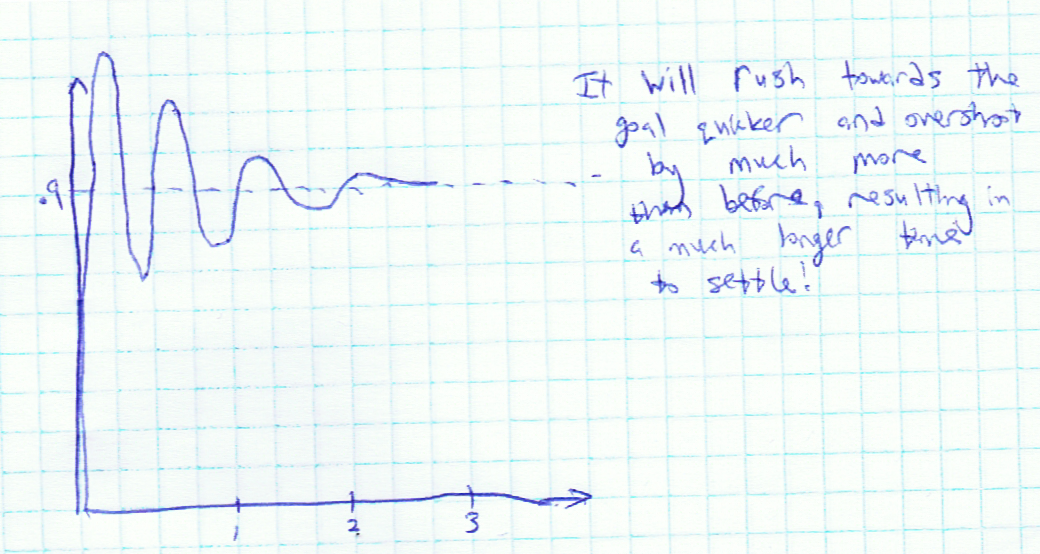 It will rush towards the
goal quicker and overshoot
by much more
than before, resulting in
a much longer time
to settle!
.9
1 2 3